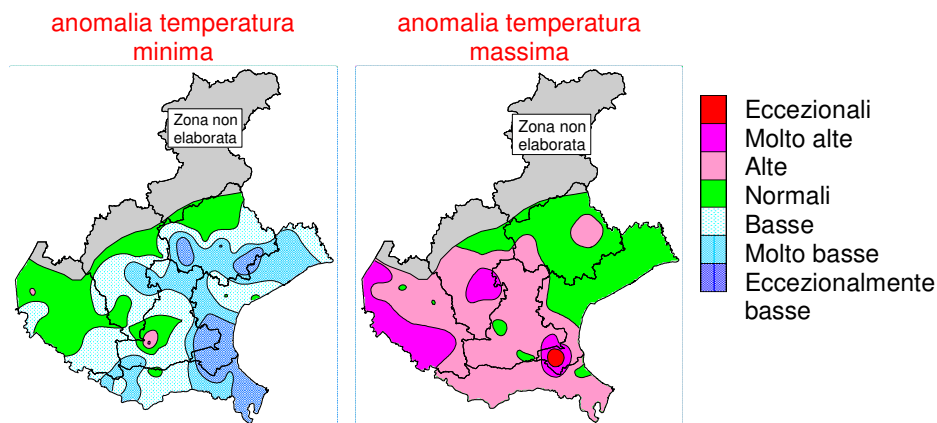 anomalia temperatura
minima
anomalia temperatura
massima
Zona non
elaborata
Zona non
elaborata
Eccezionali
Molto alte
Alte
Normali
Basse
Molto basse
Eccezionalmente
basse